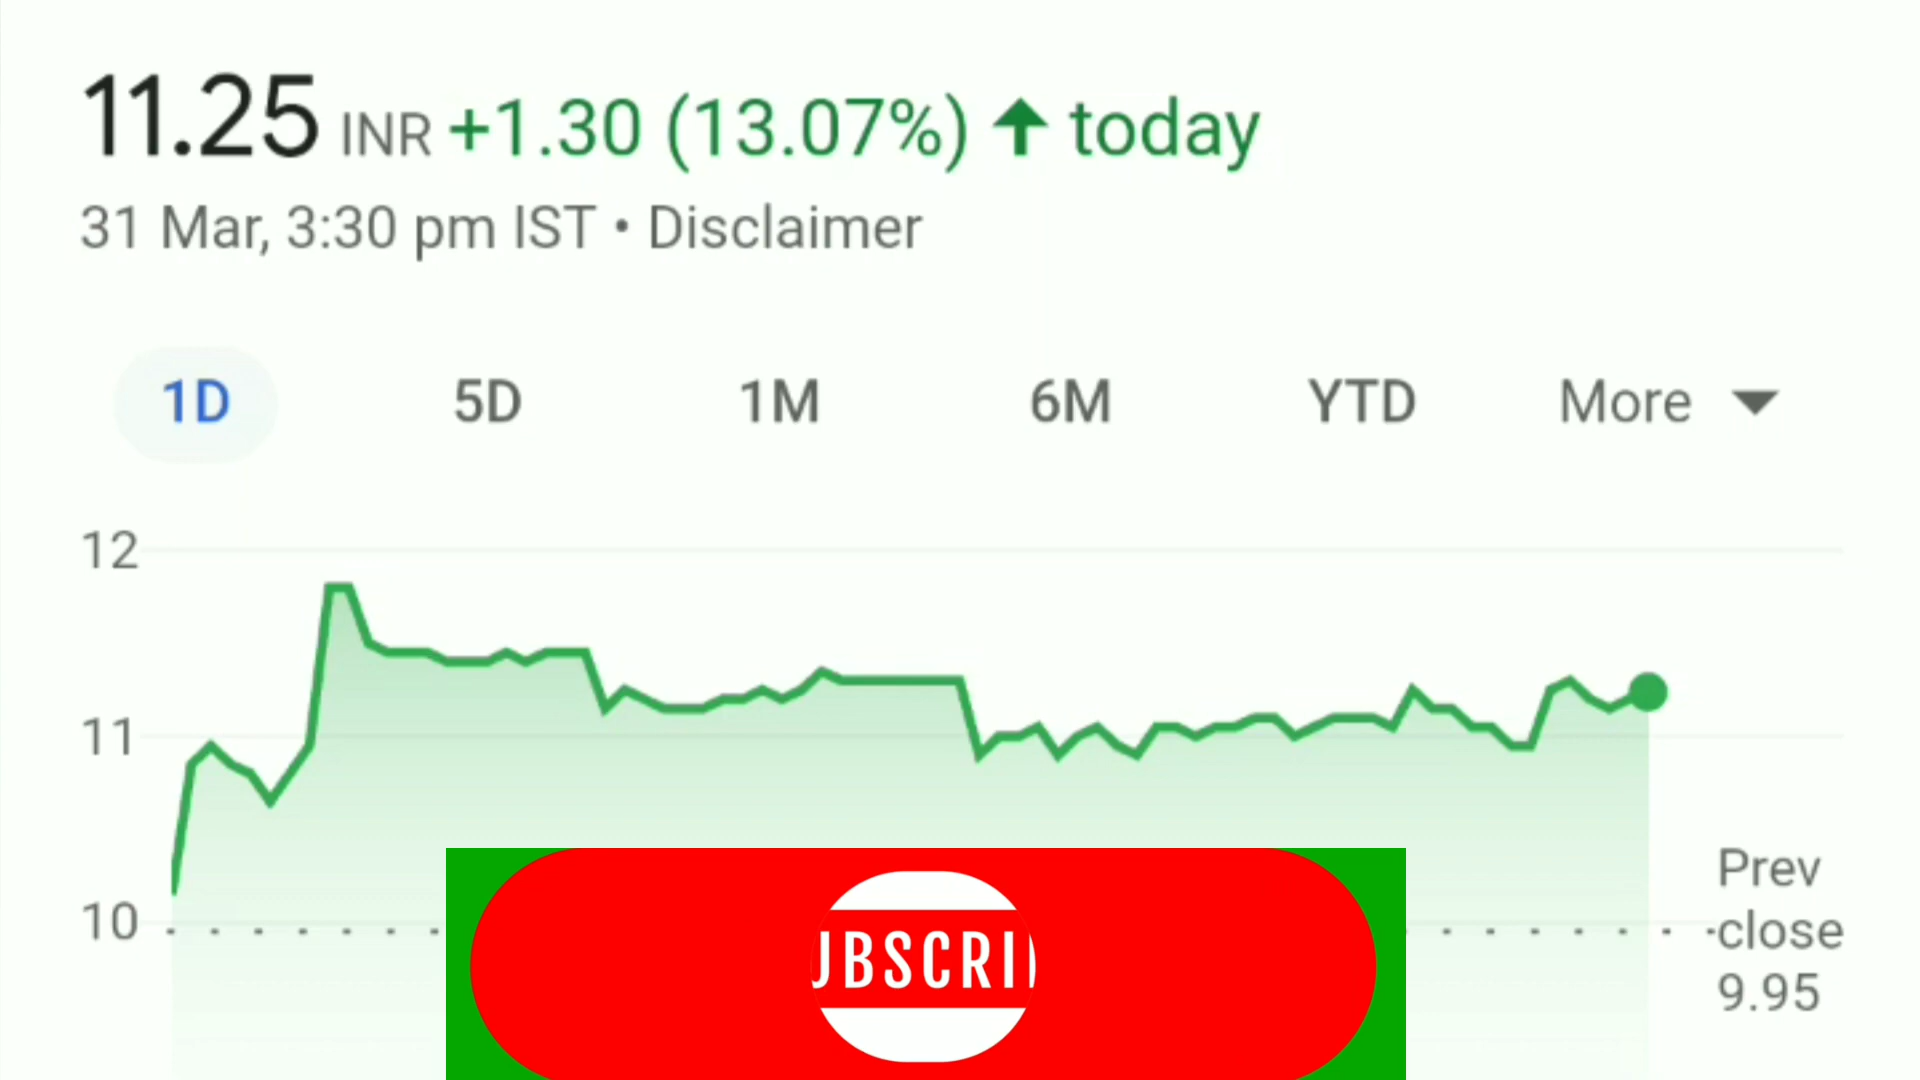 11.25 INR +1.30 (13.07%) ↑ today
31 Mar, 3:30 pm IST • Disclaimer
1D 5D 1M 6M YTD More
12
11
10
Prev
close
9.95
UBSCRI